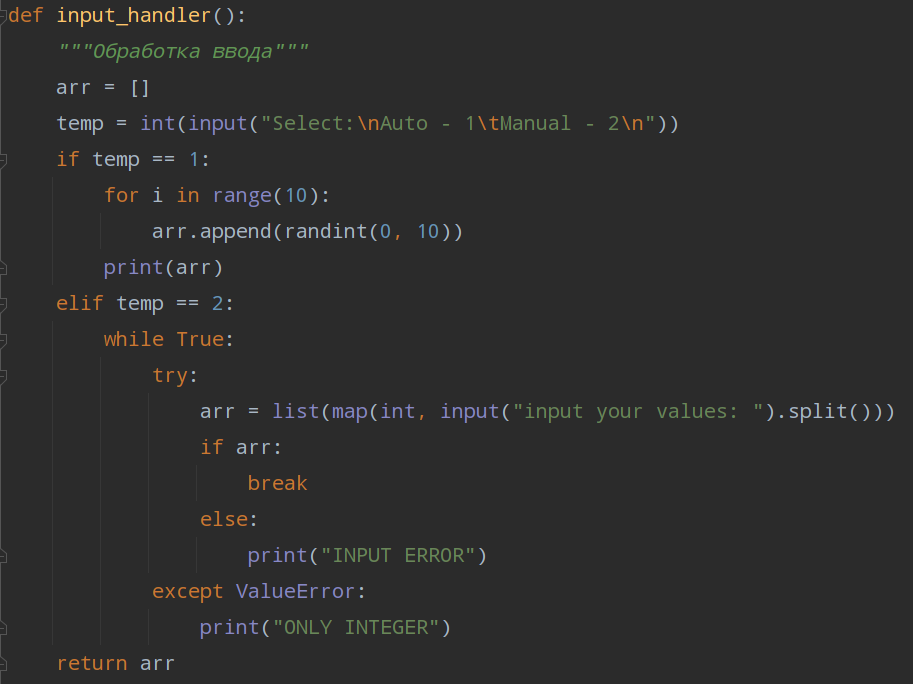 def input_handler():
    """Обработка ввода"""
    arr = []
    temp = int(input("Select:\nAuto - 1\tManual - 2\n"))
    if temp == 1:
        for i in range(10):
            arr.append(randint(0, 10))
        print(arr)
    elif temp == 2:
        while True:
            try:
                arr = list(map(int, input("input your values: ").split()))
                if arr:
                    break
                else:
                    print("INPUT ERROR")
            except ValueError:
                print("ONLY INTEGER")
    return arr